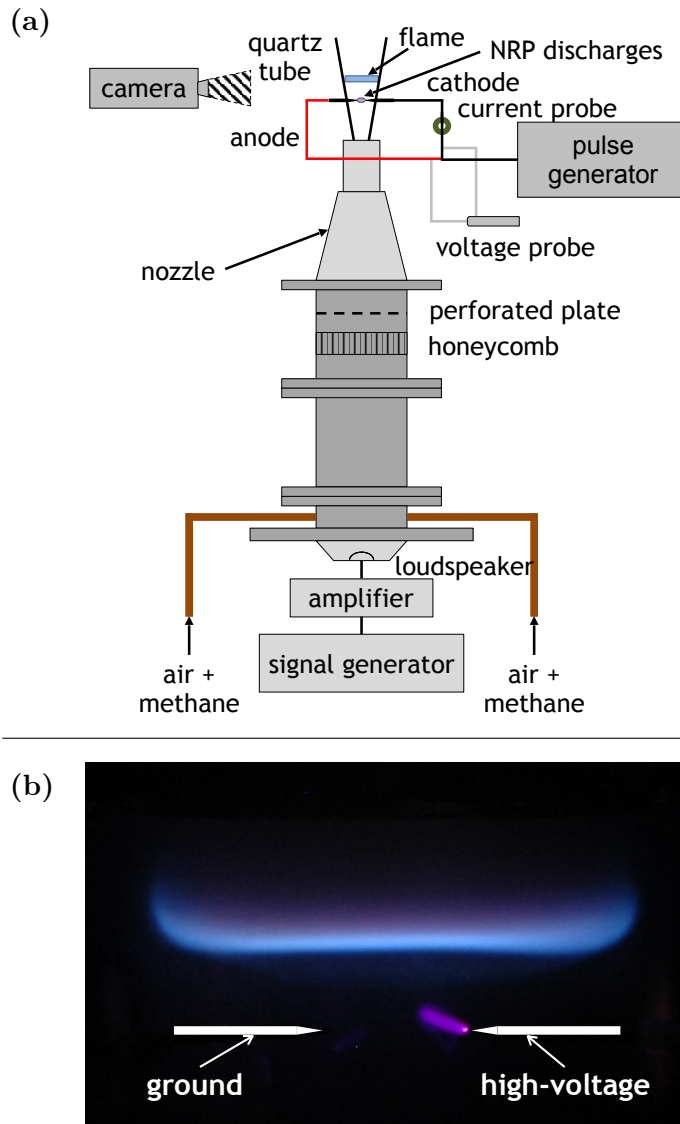 (a)
quartz
tube
flame
NRP discharges
camera
cathode
current probe
anode
pulse
generator
voltage probe
nozzle
perforated plate
honeycomb
loudspeaker
amplifier
signal generator
air +
methane
air +
methane
(b)
ground
high-voltage